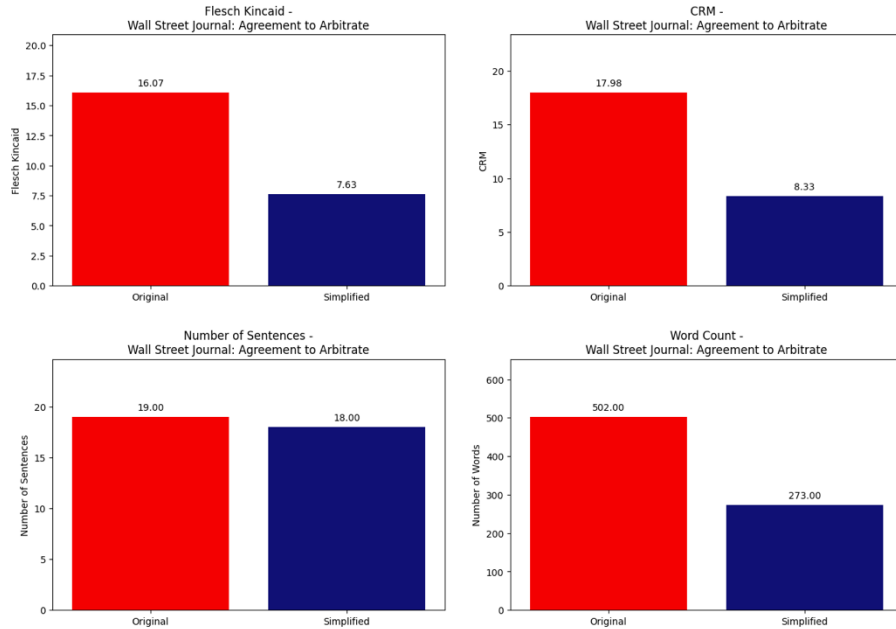 Flesch Kincaid -
Wall Street Journal: Agreement to Arbitrate
20.0
17.5
15.0
12.5
10.0
7.5
5.0
2.5
0.0
Flesch Kincaid
16.07
7.63
Original
Simplified
CRM -
Wall Street Journal: Agreement to Arbitrate
20
15
10
5
0
CRM
17.98
8.33
Original
Simplified
Number of Sentences -
Wall Street Journal: Agreement to Arbitrate
20
15
10
5
0
Number of Sentences
19.00
18.00
Original
Simplified
Word Count -
Wall Street Journal: Agreement to Arbitrate
600
500
400
300
200
100
0
Number of Words
502.00
273.00
Original
Simplified